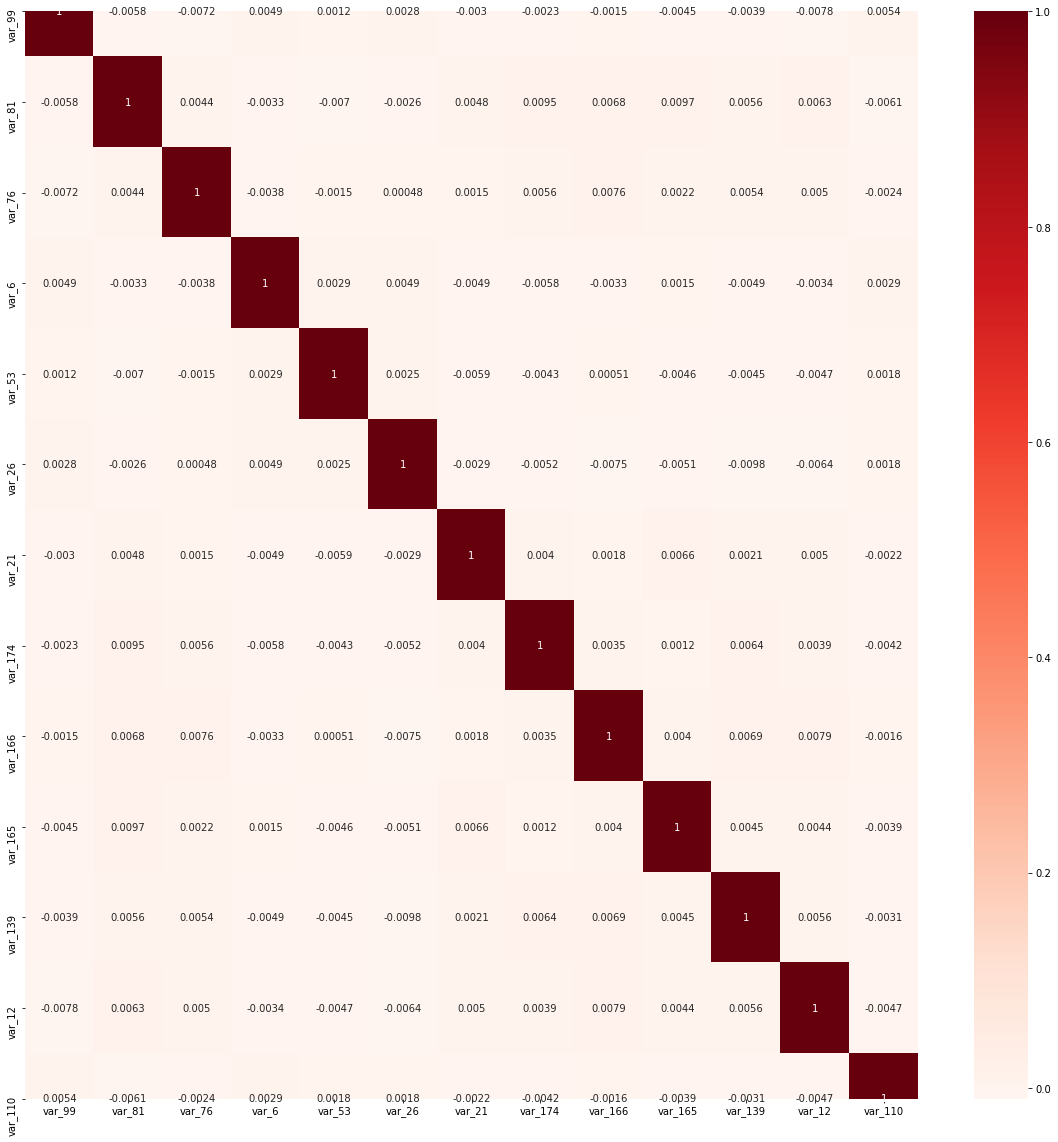 var_99 1 -0.0058 -0.0072 0.0049 0.0012 0.0028 -0.003 -0.0023 -0.0015 -0.0045 -0.0039 -0.0078 0.0054 1.0
var_81 -0.0058 1 0.0044 -0.0033 -0.007 -0.0026 0.0048 0.0095 0.0068 0.0097 0.0056 0.0063 -0.0061
var_76 -0.0072 0.0044 1 -0.0038 -0.0015 0.00048 0.0015 0.0056 0.0076 0.0022 0.0054 0.005 -0.0024
0.8
var_6 0.0049 -0.0033 -0.0038 1 0.0029 0.0049 -0.0049 -0.0058 -0.0033 0.0015 -0.0049 -0.0034 0.0029
var_53 0.0012 -0.007 -0.0015 0.0029 1 0.0025 -0.0059 -0.0043 0.00051 -0.0046 -0.0045 -0.0047 0.0018
0.6
var_26 0.0028 -0.0026 0.00048 0.0049 0.0025 1 -0.0029 -0.0052 -0.0075 -0.0051 -0.0098 -0.0064 0.0018
var_21 -0.003 0.0048 0.0015 -0.0049 -0.0059 -0.0029 1 0.004 0.0018 0.0066 0.0021 0.005 -0.0022
var_174 -0.0023 0.0095 0.0056 -0.0058 -0.0043 -0.0052 0.004 1 0.0035 0.0012 0.0064 0.0039 -0.0042
0.4
var_166 -0.0015 0.0068 0.0076 -0.0033 0.00051 -0.0075 0.0018 0.0035 1 0.004 0.0069 0.0079 -0.0016
var_165 -0.0045 0.0097 0.0022 0.0015 -0.0046 -0.0051 0.0066 0.0012 0.004 1 0.0045 0.0044 -0.0039
0.2
var_139 -0.0039 0.0056 0.0054 -0.0049 -0.0045 -0.0098 0.0021 0.0064 0.0069 0.0045 1 0.0056 -0.0031
var_12 -0.0078 0.0063 0.005 -0.0034 -0.0047 -0.0064 0.005 0.0039 0.0079 0.0044 0.0056 1 -0.0047
0.0
var_110 0.0054 -0.0061 -0.0024 0.0029 0.0018 0.0018 -0.0022 -0.0042 -0.0016 -0.0039 -0.0031 -0.0047 1
var_99 var_81 var_76 var_6 var_53 var_26 var_21 var_174 var_166 var_165 var_139 var_12 var_110